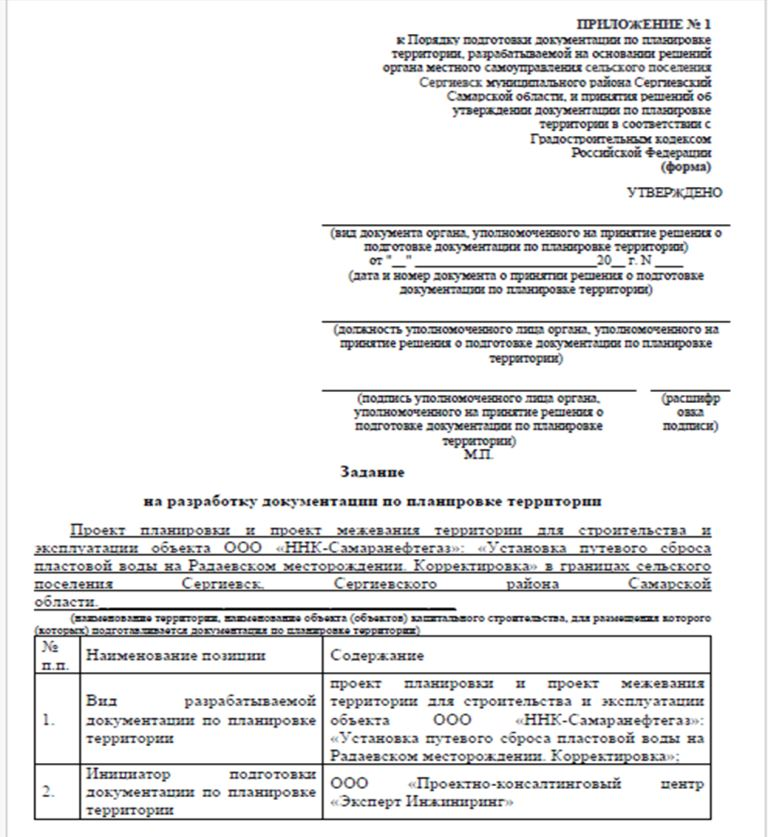 ПРИЛОЖЕНИЕ № 1
к Порядку подготовки документации по планировке
территории, разрабатываемой на основании решений
органа местного самоуправления сельского поселения
Сергиевск муниципального района Сергиевский
Самарской области, и принятия решений об
утверждении документации по планировке
территории в соответствии с
Градостроительным кодексом
Российской Федерации
(форма)
УТВЕРЖДЕНО
(вид документа органа, уполномоченного на принятие решения о
подготовке документации по планировке территории)
от "__" ____________________________20__ г. N ____
(дата и номер документа о принятии решения о подготовке
документации по планировке территории)
(должность уполномоченного лица органа, уполномоченного на
принятие решения о подготовке документации по планировке
территории)
(подпись уполномоченного лица органа,
уполномоченного на принятие решения о
подготовке документации по планировке
территории)
(расшифр
овка
подписи)
М.П.
Задание
на разработку документации по планировке территории
Проект планировки и проект межевания территории для строительства и
эксплуатации объекта ООО «ННК-Самаранефтегаз»: «Установка путевого сброса
пластовой воды на Радаевском месторождении. Корректировка» в границах сельского
поселения Сергиевск, Сергиевского района Самарской
области.
(наименование территории, наименование объекта (объектов) капитального строительства, для размещения которого
(которых) подготавливается документация по планировке территории)
№
п.п.
Наименование позиции
Содержание
1.
Вид разрабатываемой
документации по планировке
территории
проект планировки и проект межевания
территории для строительства и эксплуатации
объекта ООО «ННК-Самаранефтегаз»:
«Установка путевого сброса пластовой воды на
Радаевском месторождении. Корректировка»;
2.
Инициатор подготовки
документации по планировке
территории
ООО «Проектно-консалтинговый центр
«Эксперт Инжиниринг»